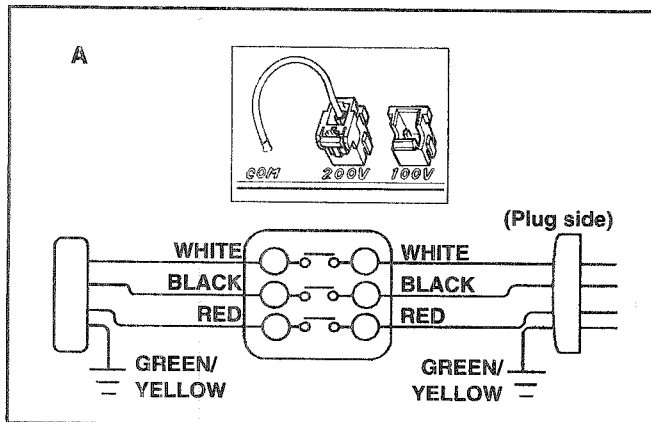 A
COM 200V 100V
(Plug side)
WHITE WHITE
BLACK BLACK
RED RED
GREEN/ GREEN/
YELLOW YELLOW